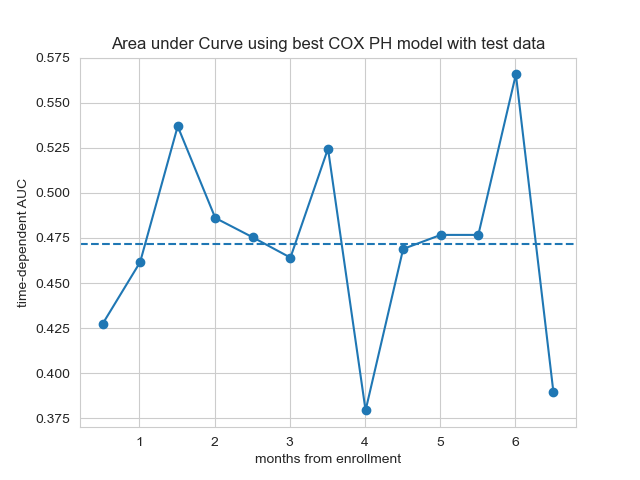 Area under Curve using best COX PH model with test data
0.575
0.550
0.525
0.500
0.475
0.450
0.425
0.400
0.375
time-dependent AUC
1 2 3 4 5 6
months from enrollment